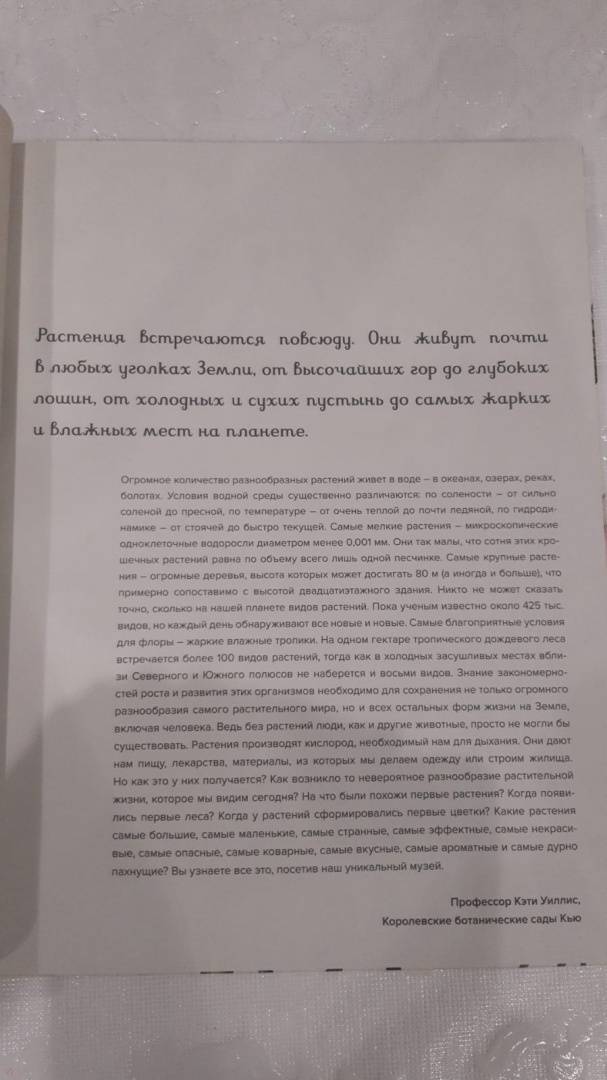 Растения встречаются повсюду. Они живут почти
в любых уголках Земли, от высочайших гор до глубоких
лощин, от холодных и сухих пустынь до самых жарких
и влажных мест на планете.
Огромное количество разнообразных растений живет в воде – в океанах, озерах, реках,
болотах. Условия водной среды существенно различаются: по солености – от сильно
соленой до пресной, по температуре – от очень теплой до почти ледяной, по гидроди-
намике – от стоячей до быстро текущей. Самые мелкие растения – микроскопические
одноклеточные водоросли диаметром менее 0,001 мм. Они так малы, что сотня этих кро-
шечных растений равна по объему всего лишь одной песчинке. Самые крупные расте-
ния – огромные деревья, высота которых может достигать 80 м (а иногда и больше), что
примерно сопоставимо с высотой двадцатиэтажного здания. Никто не может сказать
точно, сколько на нашей планете видов растений. Пока ученым известно около 425 тыс.
видов, но каждый день обнаруживают все новые и новые. Самые благоприятные условия
для флоры – жаркие влажные тропики. На одном гектаре тропического дождевого леса
встречается более 100 видов растений, тогда как в холодных засушливых местах вбли-
зи Северного и Южного полюсов не наберется и восьми видов. Знание закономерно-
стей роста и развития этих организмов необходимо для сохранения не только огромного
разнообразия самого растительного мира, но и всех остальных форм жизни на Земле,
включая человека. Ведь без растений люди, как и другие животные, просто не могли бы
существовать. Растения производят кислород, необходимый нам для дыхания. Они дают
нам пищу, лекарства, материалы, из которых мы делаем одежду или строим жилища.
Но как это у них получается? Как возникло то невероятное разнообразие растительной
жизни, которое мы видим сегодня? На что были похожи первые растения? Когда появи-
лись первые леса? Когда у растений сформировались первые цветки? Какие растения
самые большие, самые маленькие, самые странные, самые эффектные, самые некраси-
вые, самые опасные, самые коварные, самые вкусные, самые ароматные и самые дурно
пахнущие? Вы узнаете все это, посетив наш уникальный музей.
Профессор Кэти Уиллис,
Королевские ботанические сады Кью